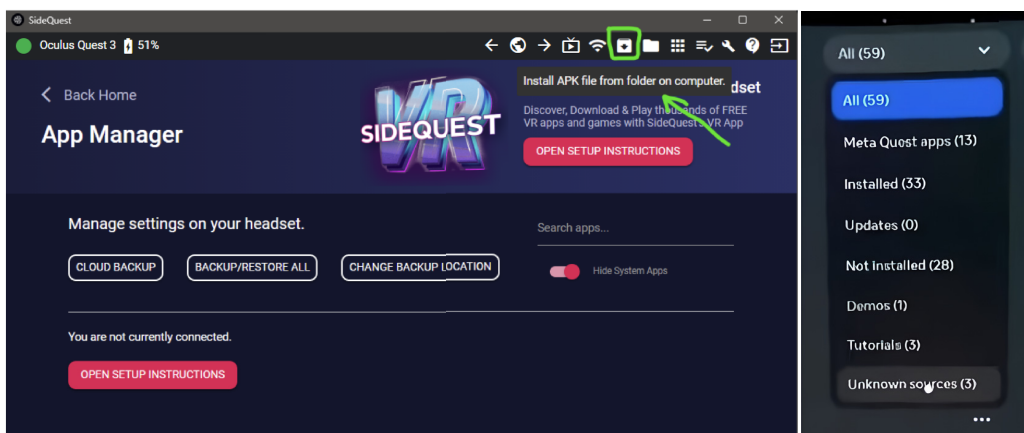 SideQuest
Oculus Quest 3 51%
Back Home
App Manager
VR
SIDEQUEST
Install APK file from folder on computer.
dset
Discover, Download & Play thousands of FREE
VR apps and games with SideQuest's VR App
OPEN SETUP INSTRUCTIONS
Manage settings on your headset.
Search apps...
CLOUD BACKUP
BACKUP/RESTORE ALL
CHANGE BACKUP LOCATION
Hide System Apps
You are not currently connected.
OPEN SETUP INSTRUCTIONS
All (59)
All (59)
Meta Quest apps (13)
Installed (33)
Updates (0)
Not Installed (28)
Demos (1)
Tutorials (3)
Unknown sources (3)